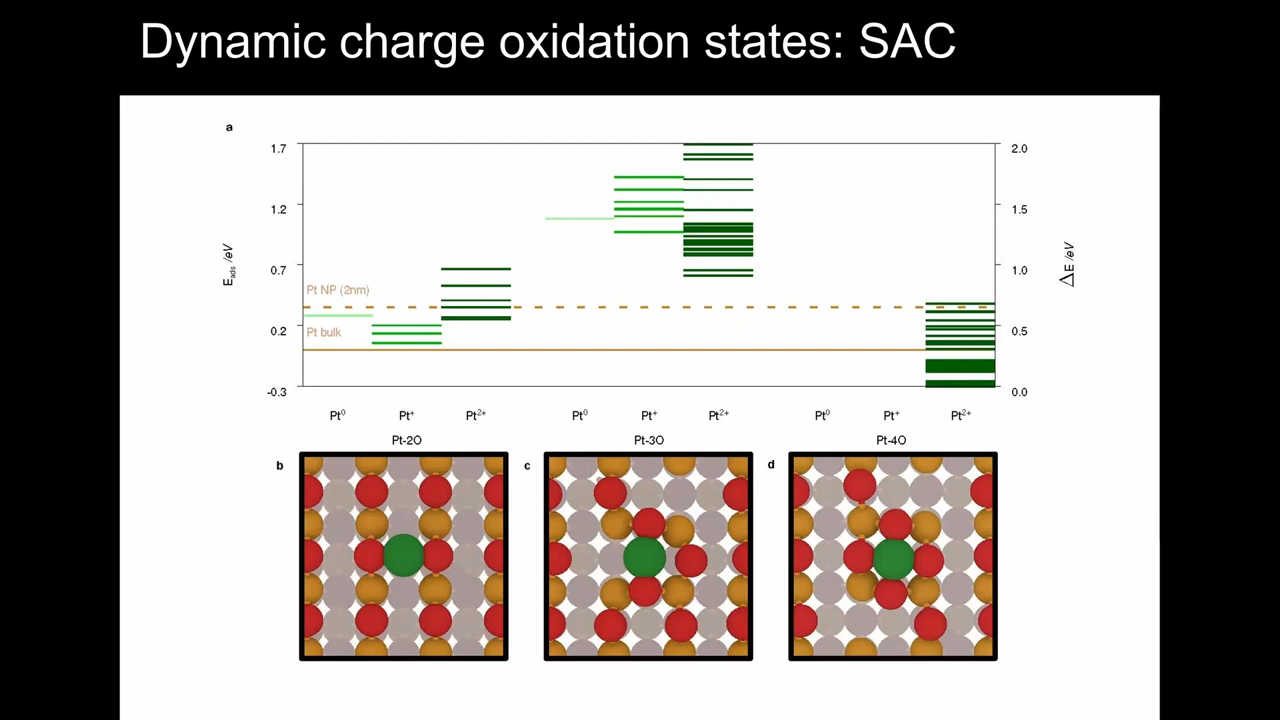 Dynamic charge oxidation states: SAC
a
1.7
1.2
0.7
0.2
-0.3
E_ads /eV
Pt NP (2nm)
Pt bulk
2.0
1.5
1.0
0.5
0.0
ΔE /eV
Pt⁰ Pt⁺ Pt²⁺ Pt⁰ Pt⁺ Pt²⁺ Pt⁰ Pt⁺ Pt²⁺
Pt-2O Pt-3O Pt-4O
b c d